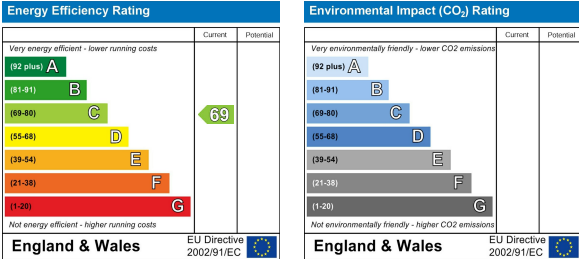 Energy Efficiency Rating
Current Potential
Very energy efficient - lower running costs
(92 plus) A
(81-91) B
(69-80) C
69
(55-68) D
(39-54) E
(21-38) F
(1-20) G
Not energy efficient - higher running costs
England & Wales
EU Directive
2002/91/EC
Environmental Impact (CO₂) Rating
Current Potential
Very environmentally friendly - lower CO2 emissions
(92 plus) A
(81-91) B
(69-80) C
(55-68) D
(39-54) E
(21-38) F
(1-20) G
Not environmentally friendly - higher CO2 emissions
England & Wales
EU Directive
2002/91/EC